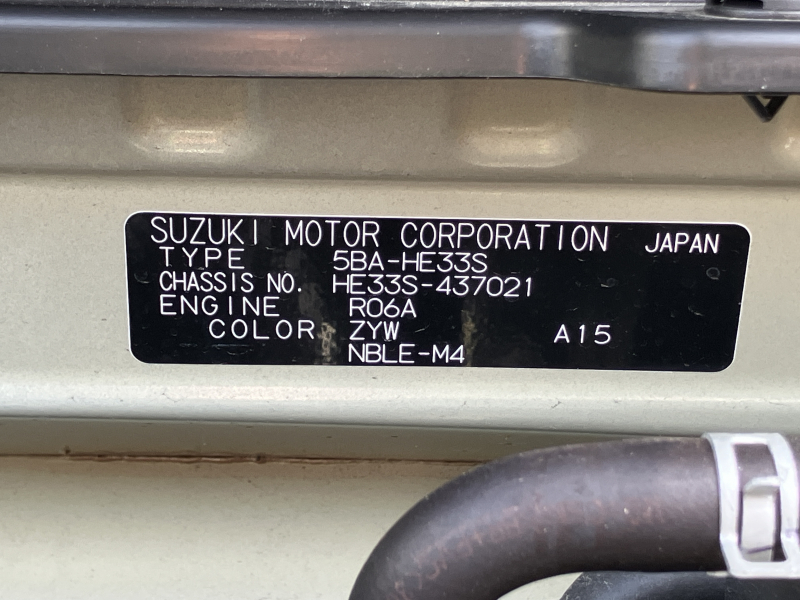 SUZUKI MOTOR CORPORATION JAPAN
TYPE 5BA-HE33S
CHASSIS NO. HE33S-437021
ENGINE R06A
COLOR ZYW A15
NBLE-M4